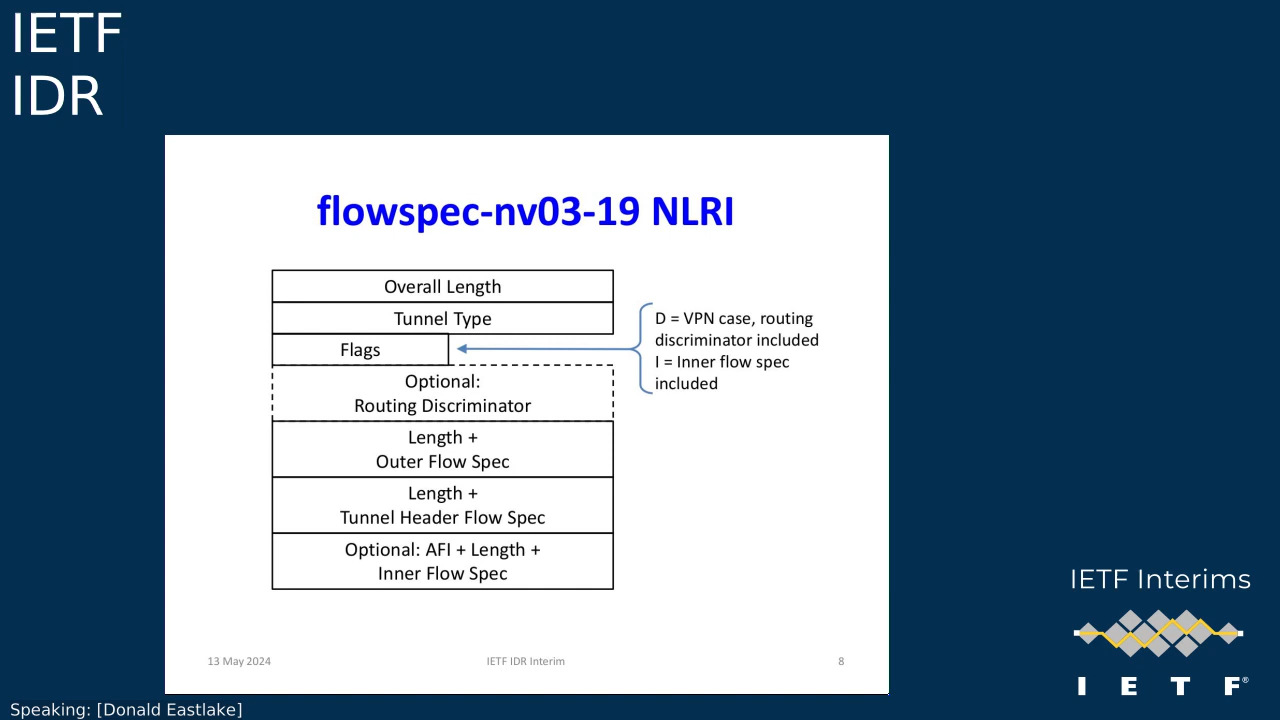 IETF
IDR
flowspec-nv03-19 NLRI
Overall Length
Tunnel Type
Flags
D = VPN case, routing
discriminator included
I = Inner flow spec
included
Optional:
Routing Discriminator
Length +
Outer Flow Spec
Length +
Tunnel Header Flow Spec
Optional: AFI + Length +
Inner Flow Spec
13 May 2024
IETF IDR Interim
8
IETF Interims
I E T F®
Speaking: [Donald Eastlake]